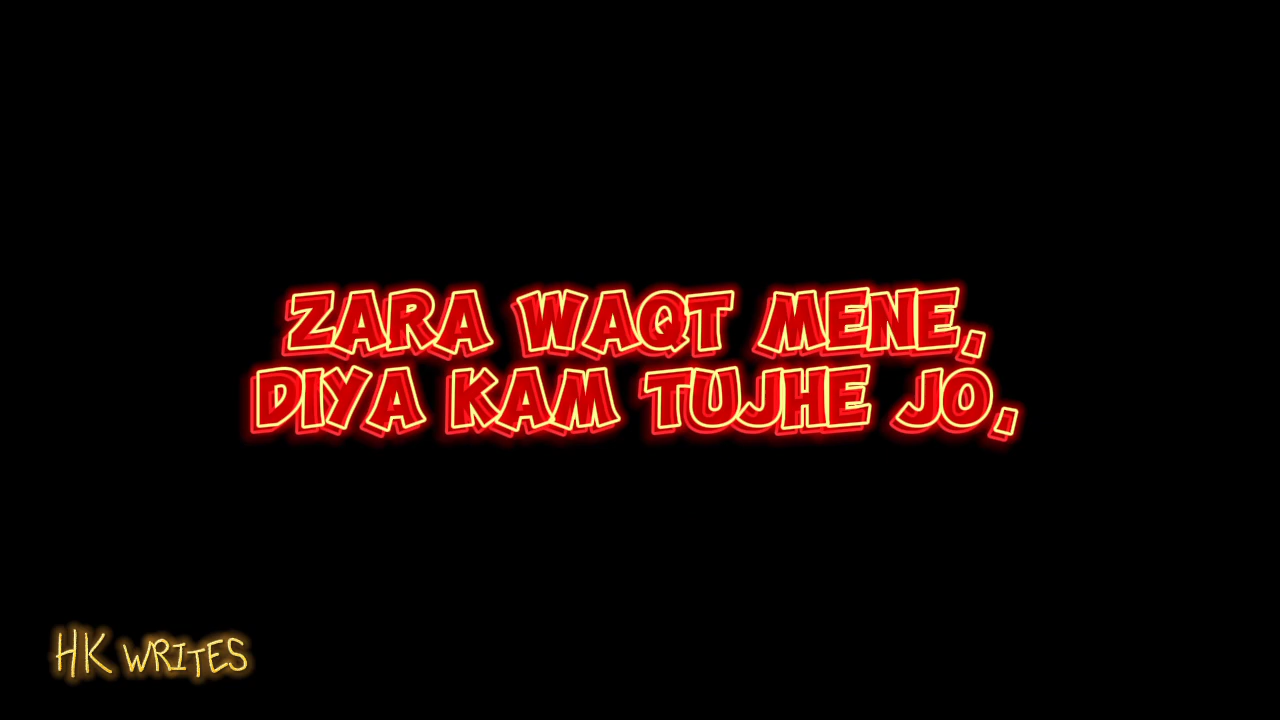 ZARA WAQT MENE,
DIYA KAM TUJHE JO,
HK WRITES